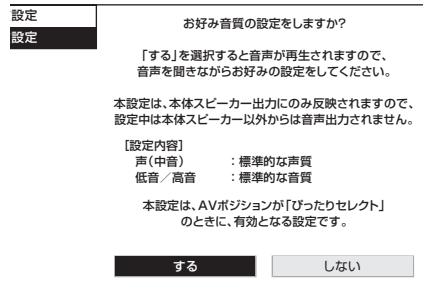 設定
設定
お好み音質の設定をしますか?
「する」を選択すると音声が再生されますので、
音声を聞きながらお好みの設定をしてください。
本設定は、本体スピーカー出力にのみ反映されますので、
設定中は本体スピーカー以外からは音声出力されません。
[設定内容]
声(中音) :標準的な声質
低音/高音 :標準的な音質
本設定は、AVポジションが「ぴったりセレクト」
のときに、有効となる設定です。
する しない